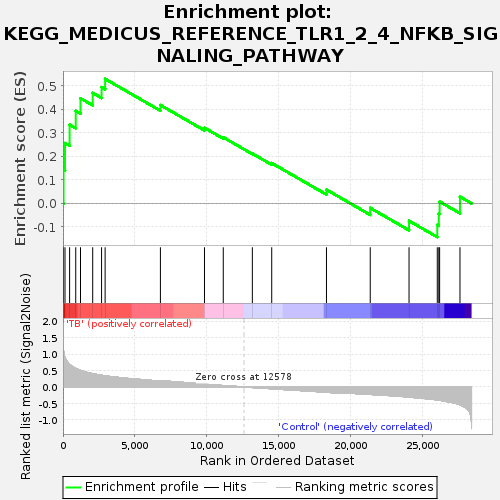 Enrichment plot:
KEGG_MEDICUS_REFERENCE_TLR1_2_4_NFKB_SIG
NALING_PATHWAY
Enrichment score (ES)
0.5
0.4
0.3
0.2
0.1
0.0
-0.1
Ranked list metric (Signal2Noise)
'TB' (positively correlated)
2.0
1.5
1.0
0.5
0.0
-0.5
-1.0
Zero cross at 12578
'Control' (negatively correlated)
0 5,000 10,000 15,000 20,000 25,000
Rank in Ordered Dataset
Enrichment profile Hits Ranking metric scores